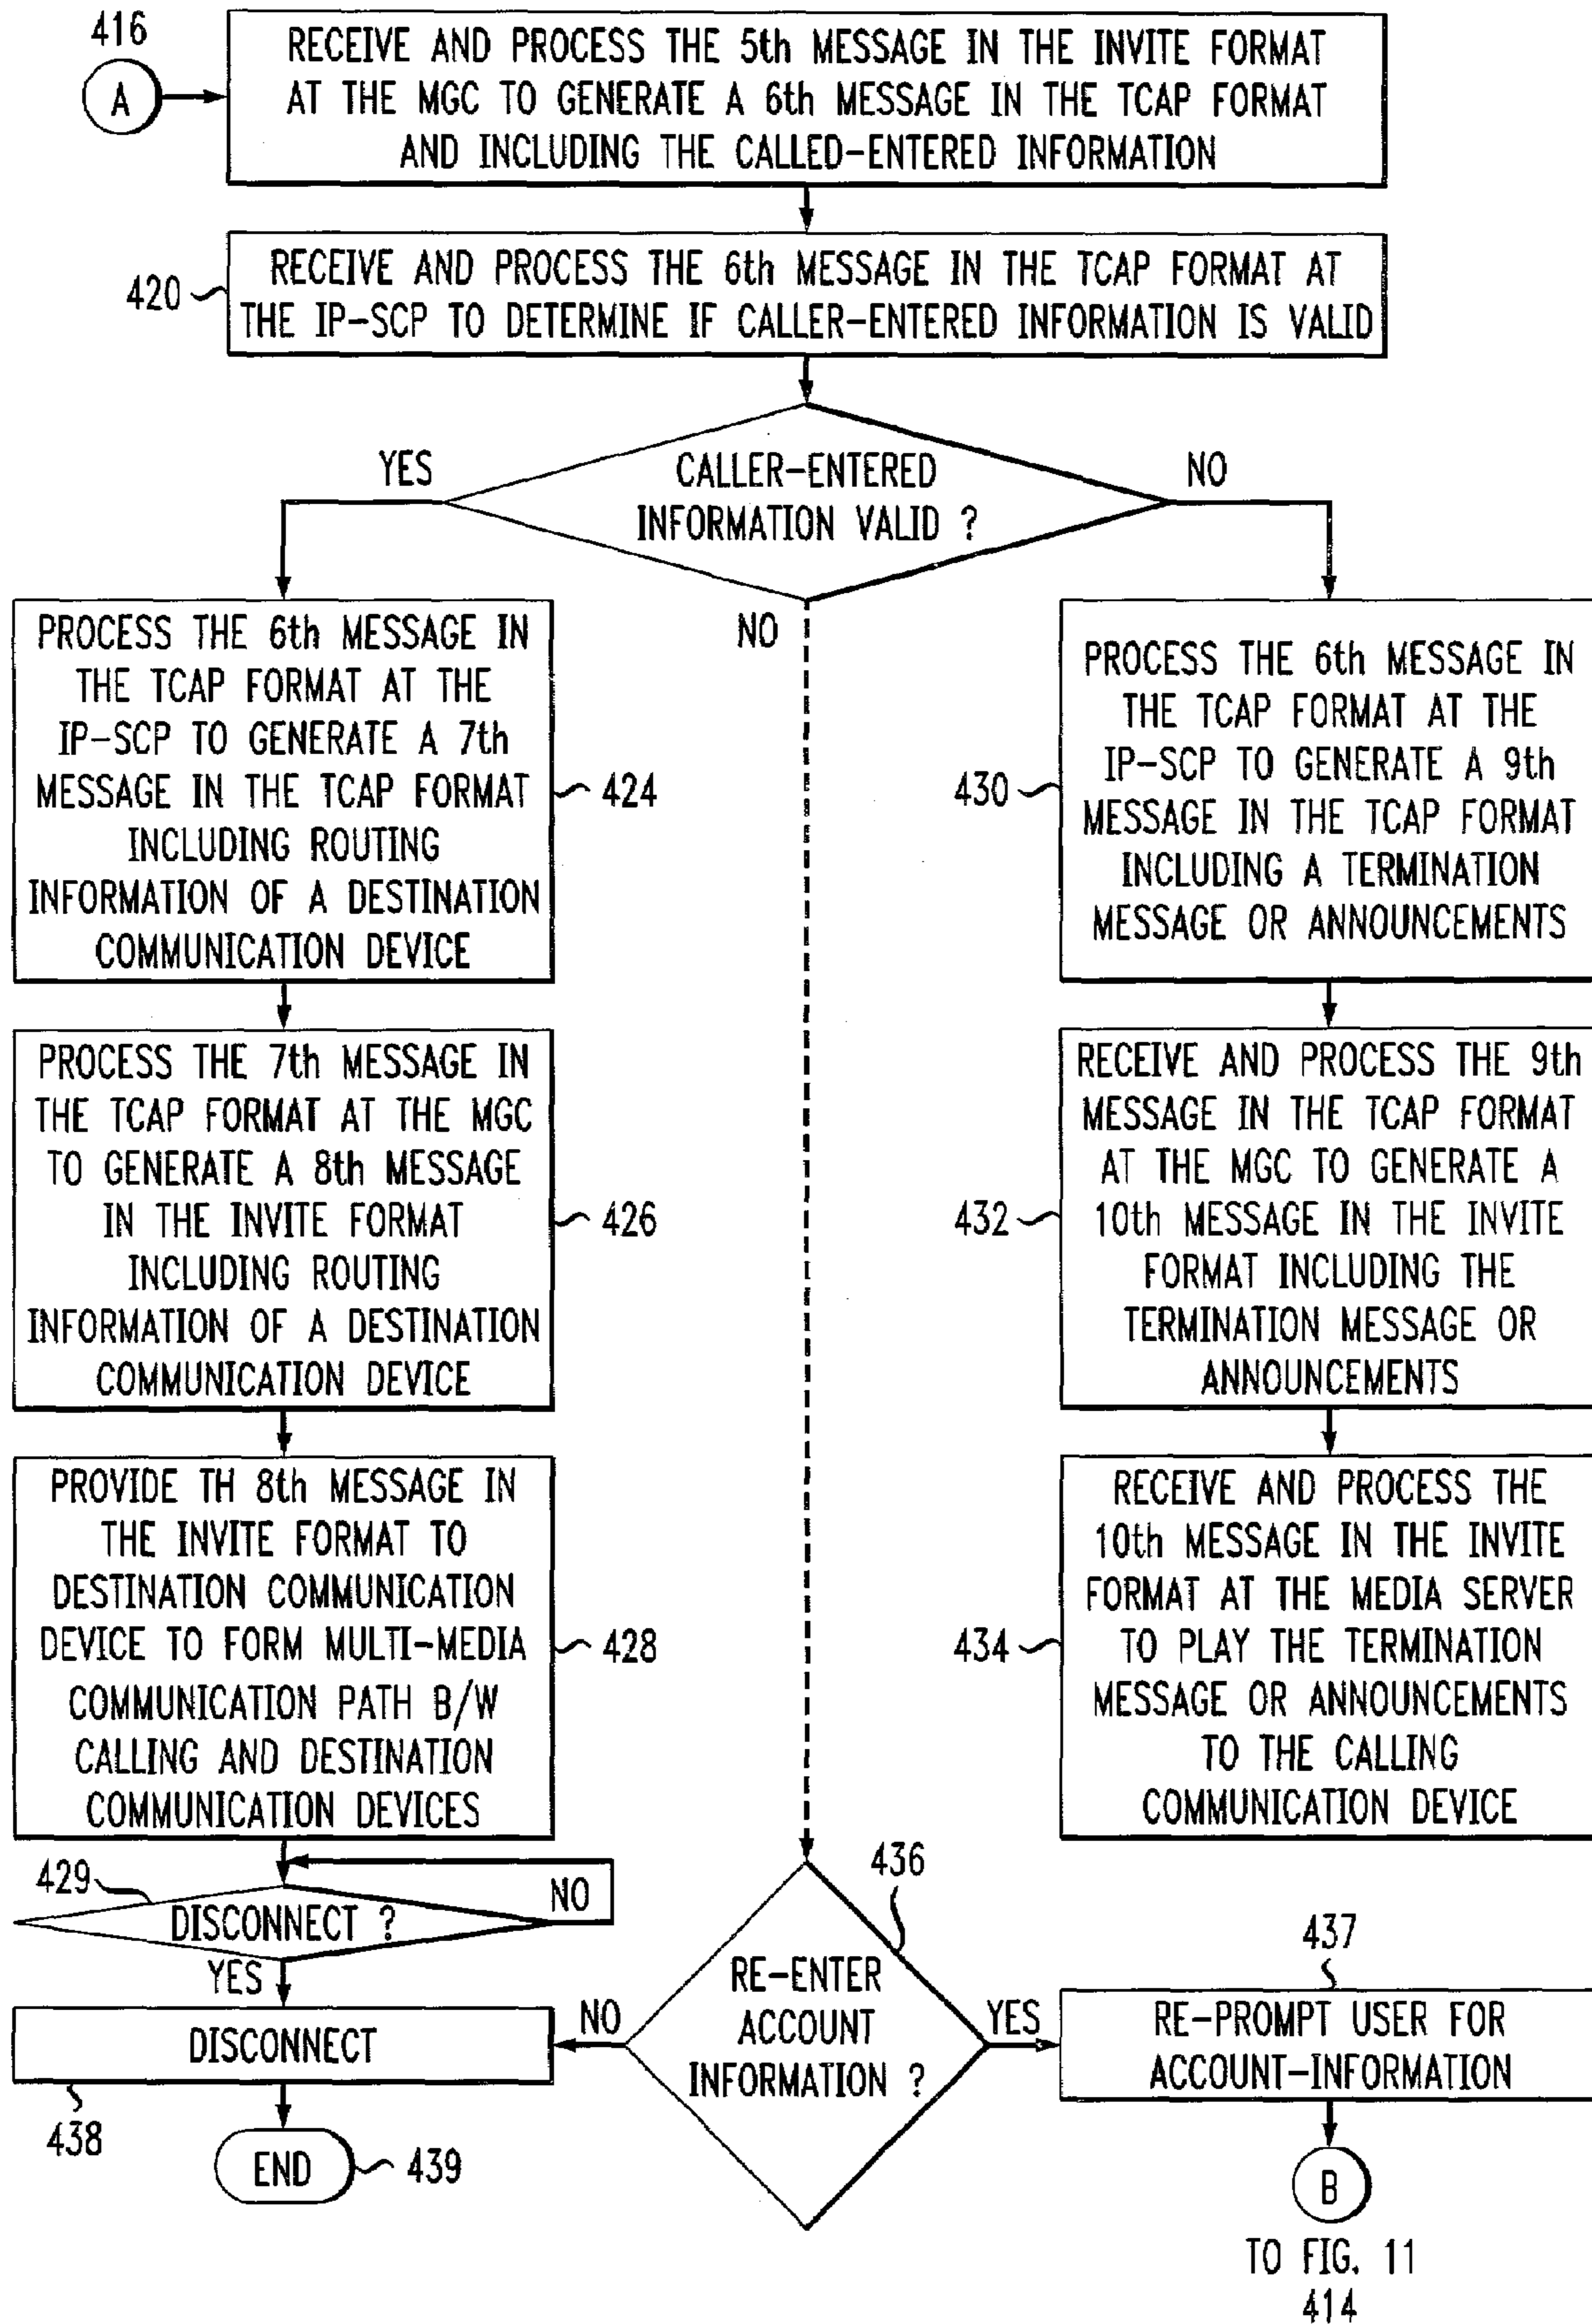 416
A
RECEIVE AND PROCESS THE 5th MESSAGE IN THE INVITE FORMAT
AT THE MGC TO GENERATE A 6th MESSAGE IN THE TCAP FORMAT
AND INCLUDING THE CALLED-ENTERED INFORMATION
420
RECEIVE AND PROCESS THE 6th MESSAGE IN THE TCAP FORMAT AT
THE IP-SCP TO DETERMINE IF CALLER-ENTERED INFORMATION IS VALID
YES
CALLER-ENTERED
INFORMATION VALID ?
NO
NO
PROCESS THE 6th MESSAGE IN
THE TCAP FORMAT AT THE
IP-SCP TO GENERATE A 7th
MESSAGE IN THE TCAP FORMAT
INCLUDING ROUTING
INFORMATION OF A DESTINATION
COMMUNICATION DEVICE
424
430
PROCESS THE 6th MESSAGE IN
THE TCAP FORMAT AT THE
IP-SCP TO GENERATE A 9th
MESSAGE IN THE TCAP FORMAT
INCLUDING A TERMINATION
MESSAGE OR ANNOUNCEMENTS
PROCESS THE 7th MESSAGE IN
THE TCAP FORMAT AT THE MGC
TO GENERATE A 8th MESSAGE
IN THE INVITE FORMAT
INCLUDING ROUTING
INFORMATION OF A DESTINATION
COMMUNICATION DEVICE
426
432
RECEIVE AND PROCESS THE 9th
MESSAGE IN THE TCAP FORMAT
AT THE MGC TO GENERATE A
10th MESSAGE IN THE INVITE
FORMAT INCLUDING THE
TERMINATION MESSAGE OR
ANNOUNCEMENTS
PROVIDE TH 8th MESSAGE IN
THE INVITE FORMAT TO
DESTINATION COMMUNICATION
DEVICE TO FORM MULTI-MEDIA
COMMUNICATION PATH B/W
CALLING AND DESTINATION
COMMUNICATION DEVICES
428
434
RECEIVE AND PROCESS THE
10th MESSAGE IN THE INVITE
FORMAT AT THE MEDIA SERVER
TO PLAY THE TERMINATION
MESSAGE OR ANNOUNCEMENTS
TO THE CALLING
COMMUNICATION DEVICE
429
DISCONNECT ?
NO
YES
436
RE-ENTER
ACCOUNT
INFORMATION ?
NO
YES
437
RE-PROMPT USER FOR
ACCOUNT-INFORMATION
DISCONNECT
438
END
439
B
TO FIG. 11
414